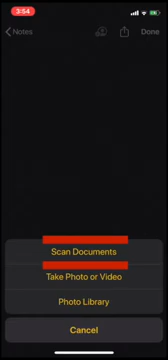 3:54
Notes
Done
Scan Documents
Take Photo or Video
Photo Library
Cancel